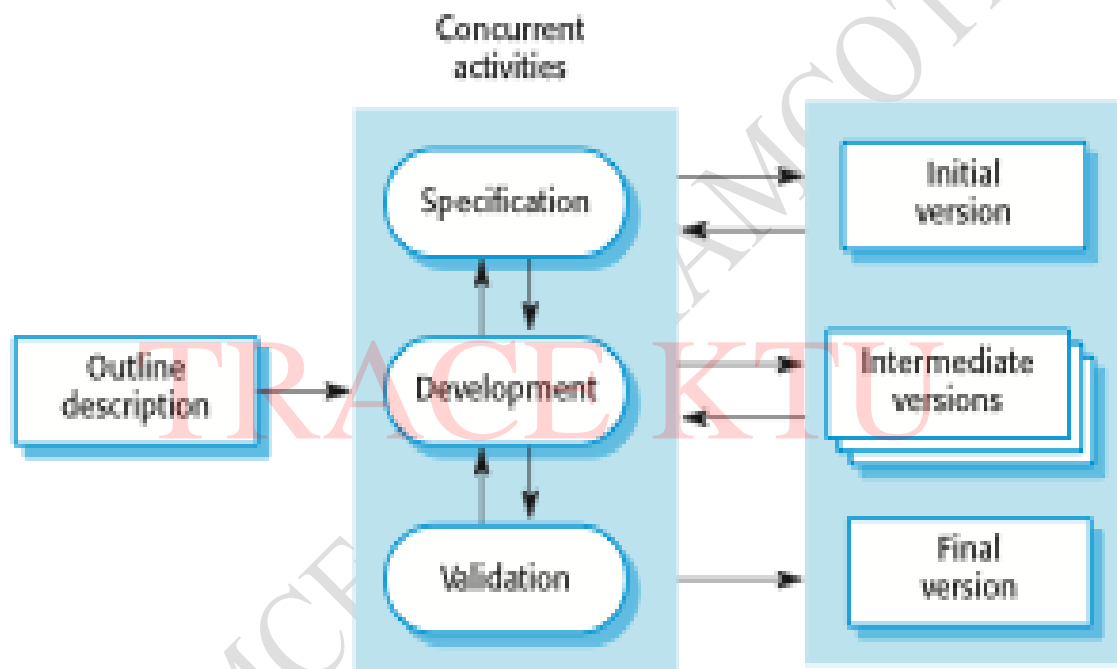 Concurrent
activities
Specification
Initial
version
Outline
description
Development
Intermediate
versions
Validation
Final
version
TRACE KTU